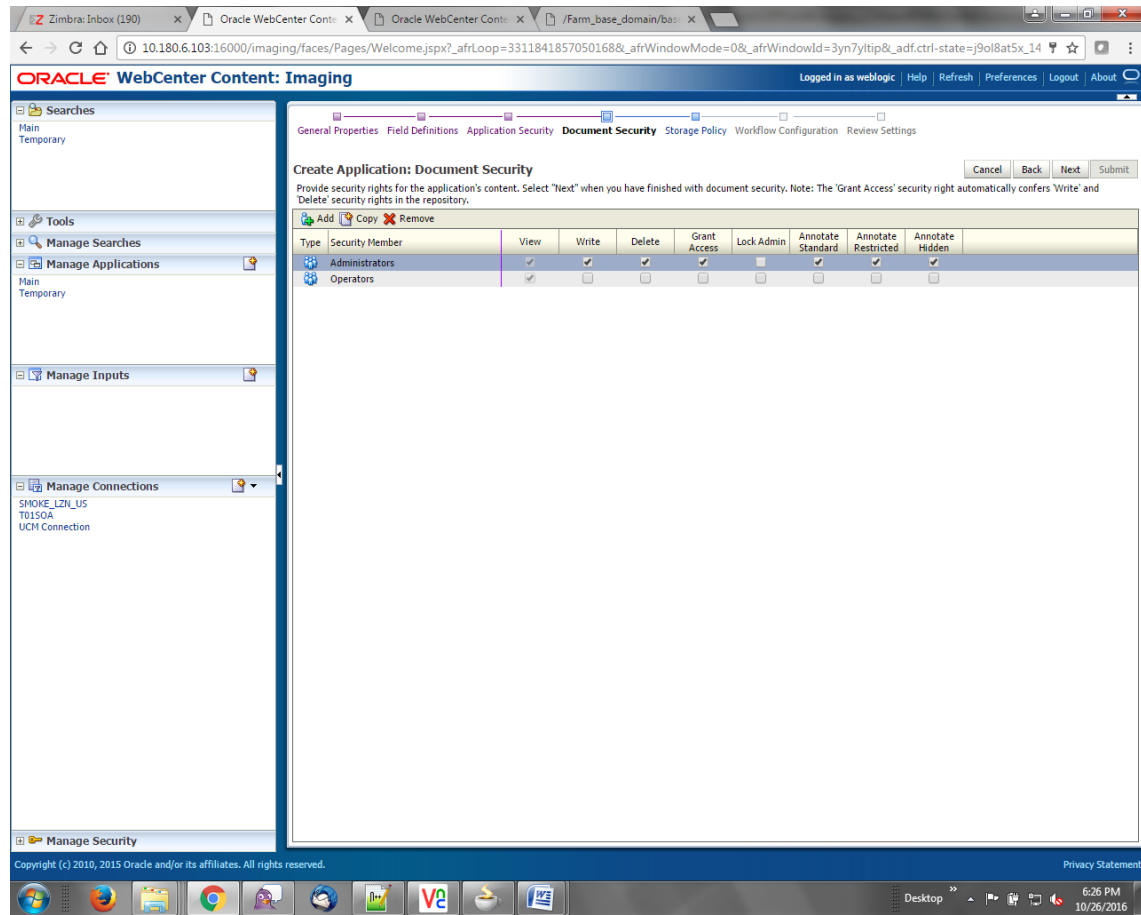 Zimbra: Inbox (190)
Oracle WebCenter Conte
Oracle WebCenter Conte
/Farm_base_domain/bas
10.180.6.103:16000/imaging/faces/Pages/Welcome.jspx?_afrLoop=3311841857050168&_afrWindowMode=0&_afrWindowId=3yn7yltip&_adf.ctrl-state=j9ol8at5x_14
ORACLE WebCenter Content: Imaging
Logged in as weblogic Help Refresh Preferences Logout About
Searches
Main
Temporary
Tools
Manage Searches
Manage Applications
Main
Temporary
Manage Inputs
Manage Connections
SMOKE_LZN_US
T01SOA
UCM Connection
Manage Security
General Properties Field Definitions Application Security Document Security Storage Policy Workflow Configuration Review Settings
Create Application: Document Security
Cancel Back Next Submit
Provide security rights for the application's content. Select "Next" when you have finished with document security. Note: The 'Grant Access' security right automatically confers 'Write' and
'Delete' security rights in the repository.
Add Copy Remove
Type Security Member View Write Delete Grant Access Lock Admin Annotate Standard Annotate Restricted Annotate Hidden
Administrators
Operators
Copyright (c) 2010, 2015 Oracle and/or its affiliates. All rights reserved.
Privacy Statement
Desktop
6:26 PM
10/26/2016